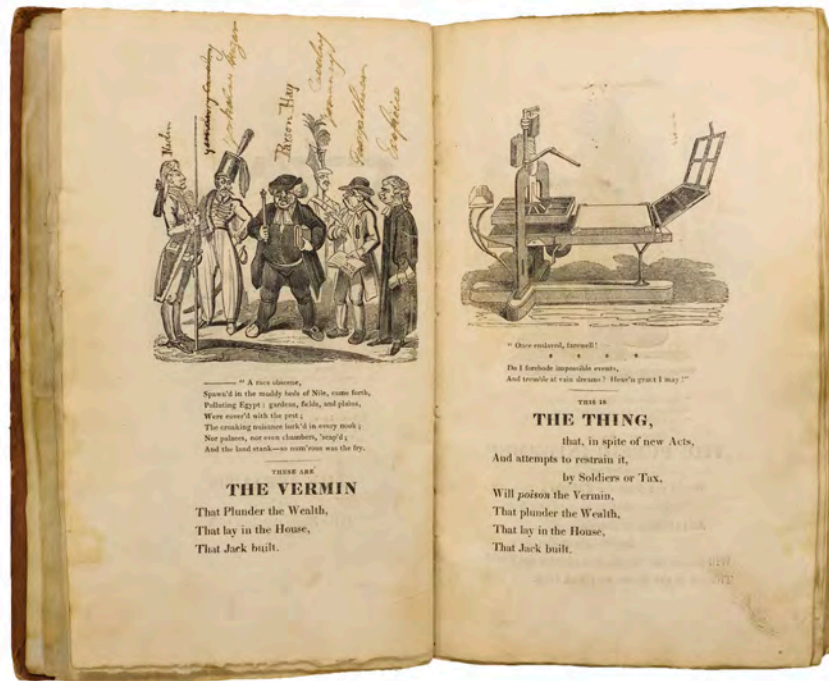 Parson Hay
——— " A race obscene,
Spawn'd in the muddy beds of Nile, came forth,
Polluting Egypt: gardens, fields, and plains,
Were cover'd with the pest;
The croaking nuisance lurk'd in every nook;
Nor palaces, nor even chambers, 'scap'd;
And the land stank—so num'rous was the fry.
THESE ARE
THE VERMIN
That Plunder the Wealth,
That lay in the House,
That Jack built.
" Once enslaved, farewell!
* * * *
Do I forebode impossible events,
And tremble at vain dreams? Heav'n grant I may!"
THIS IS
THE THING,
that, in spite of new Acts,
And attempts to restrain it,
by Soldiers or Tax,
Will poison the Vermin,
That plunder the Wealth,
That lay in the House,
That Jack built.